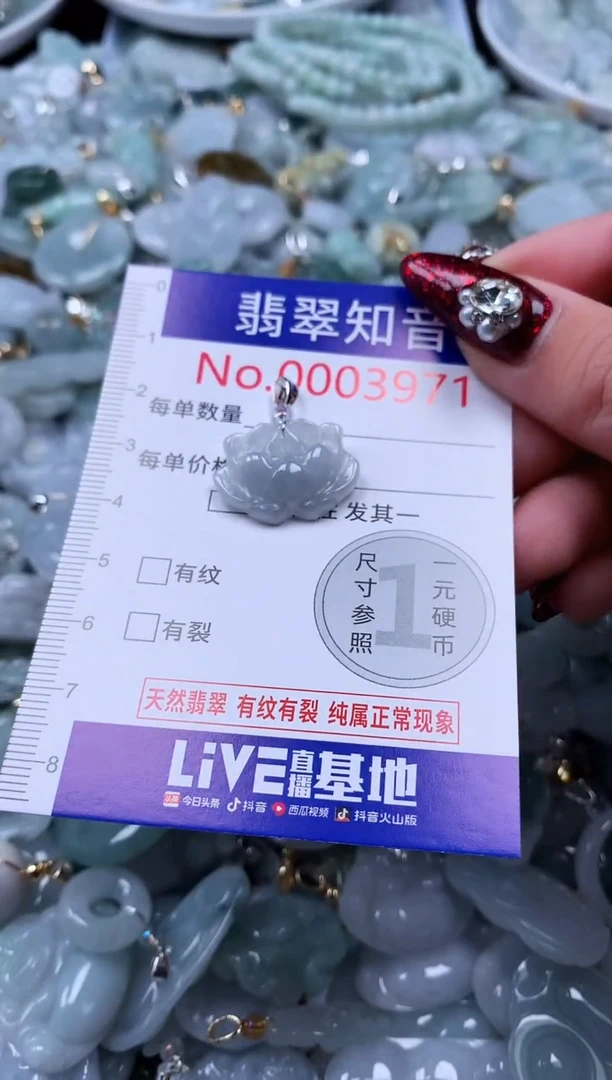 翡翠知音
No.0003971
0
1
2
3
4
5
6
7
8
每单数量
每单价格
发其一
有纹
有裂
尺寸参照
1
一元硬币
天然翡翠 有纹有裂 纯属正常现象
LiVE直播基地
头条 今日头条 抖音 西瓜视频 抖音火山版